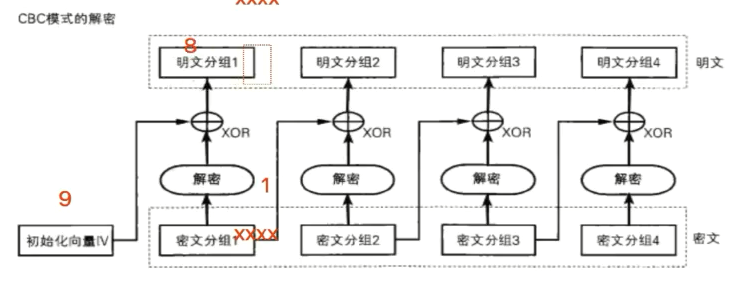 xxxx
CBC模式的解密
8
明文分组1 明文分组2 明文分组3 明文分组4 明文
XOR XOR XOR XOR
解密 1 解密 解密 解密
9
初始化向量IV 密文分组1 xxxx 密文分组2 密文分组3 密文分组4 密文